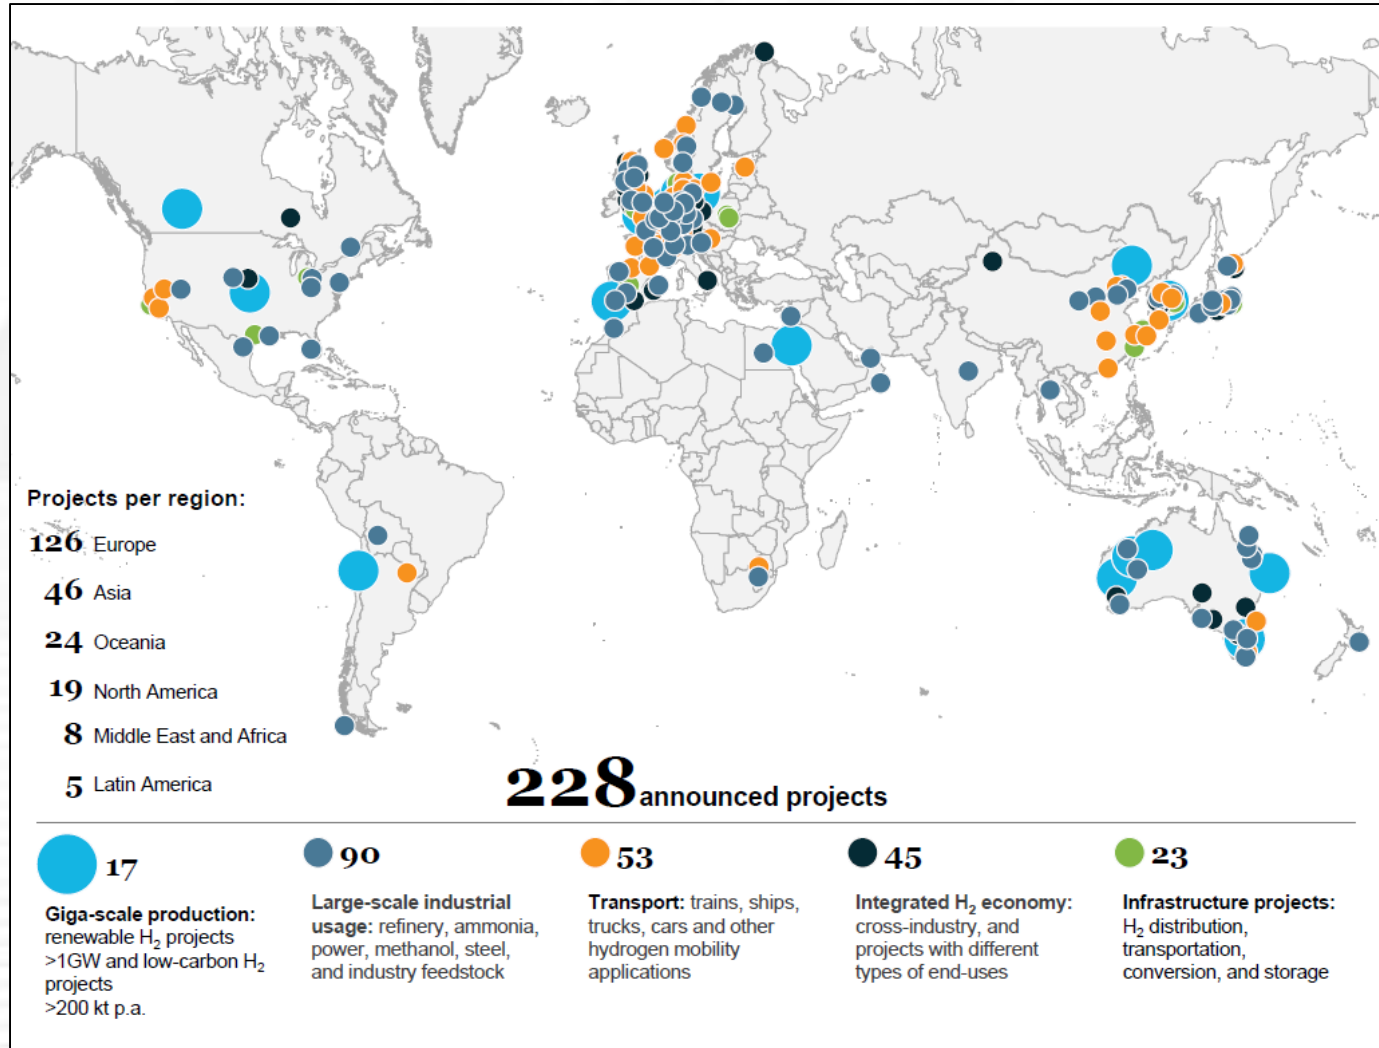 Projects per region:
126 Europe
46 Asia
24 Oceania
19 North America
8 Middle East and Africa
5 Latin America
228 announced projects
17
Giga-scale production:
renewable H₂ projects
>1GW and low-carbon H₂
projects
>200 kt p.a.
90
Large-scale industrial
usage: refinery, ammonia,
power, methanol, steel,
and industry feedstock
53
Transport: trains, ships,
trucks, cars and other
hydrogen mobility
applications
45
Integrated H₂ economy:
cross-industry, and
projects with different
types of end-uses
23
Infrastructure projects:
H₂ distribution,
transportation,
conversion, and storage